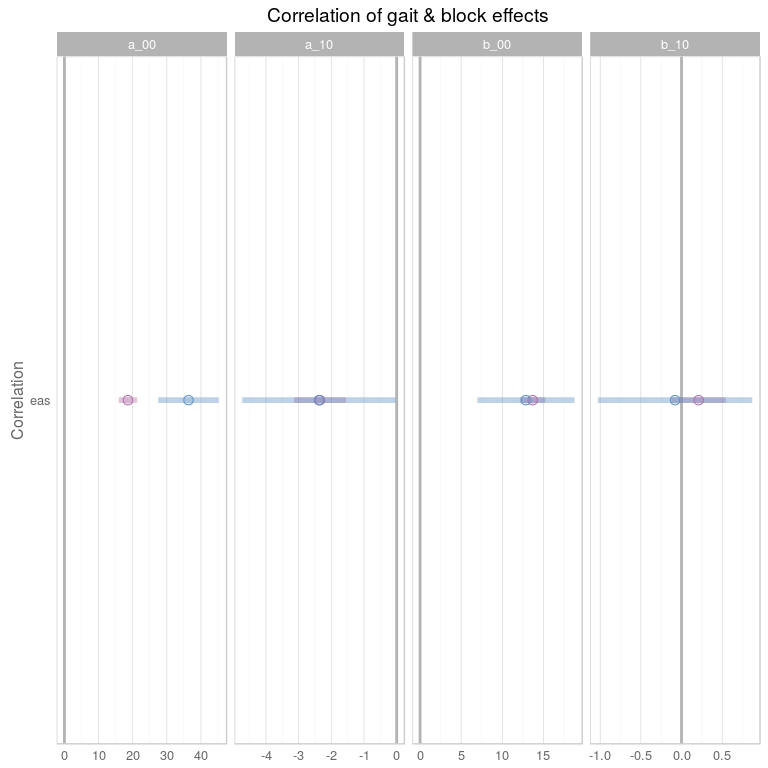 Correlation of gait & block effects
a_00 a_10 b_00 b_10
Correlation
eas
0 10 20 30 40 -4 -3 -2 -1 0 0 5 10 15 -1.0 -0.5 0.0 0.5